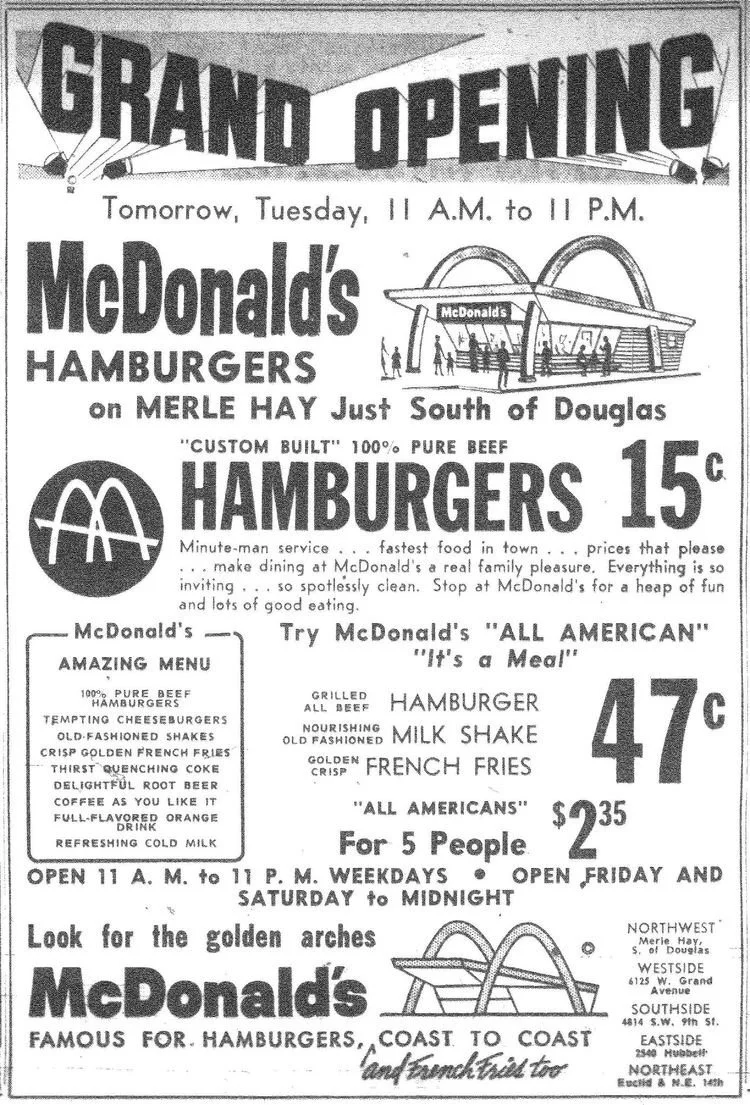 GRAND OPENING
Tomorrow, Tuesday, 11 A.M. to 11 P.M.
McDonald's
HAMBURGERS
McDonald's
on MERLE HAY Just South of Douglas
"CUSTOM BUILT" 100% PURE BEEF
HAMBURGERS 15c
Minute-man service . . . fastest food in town . . . prices that please
. . . make dining at McDonald's a real family pleasure. Everything is so
inviting . . . so spotlessly clean. Stop at McDonald's for a heap of fun
and lots of good eating.
McDonald's
AMAZING MENU
100% PURE BEEF
HAMBURGERS
TEMPTING CHEESEBURGERS
OLD-FASHIONED SHAKES
CRISP GOLDEN FRENCH FRIES
THIRST QUENCHING COKE
DELIGHTFUL ROOT BEER
COFFEE AS YOU LIKE IT
FULL-FLAVORED ORANGE
DRINK
REFRESHING COLD MILK
Try McDonald's "ALL AMERICAN"
"It's a Meal"
GRILLED
ALL BEEF HAMBURGER
NOURISHING
OLD FASHIONED MILK SHAKE
GOLDEN
CRISP FRENCH FRIES
47c
"ALL AMERICANS"
For 5 People $2.35
OPEN 11 A. M. to 11 P. M. WEEKDAYS • OPEN FRIDAY AND
SATURDAY to MIDNIGHT
Look for the golden arches
McDonald's
FAMOUS FOR HAMBURGERS, COAST TO COAST
and French Fries too
NORTHWEST
Merle Hay,
S. of Douglas
WESTSIDE
6125 W. Grand
Avenue
SOUTHSIDE
4814 S.W. 9th St.
EASTSIDE
2540 Hubbell
NORTHEAST
Euclid & N.E. 14th